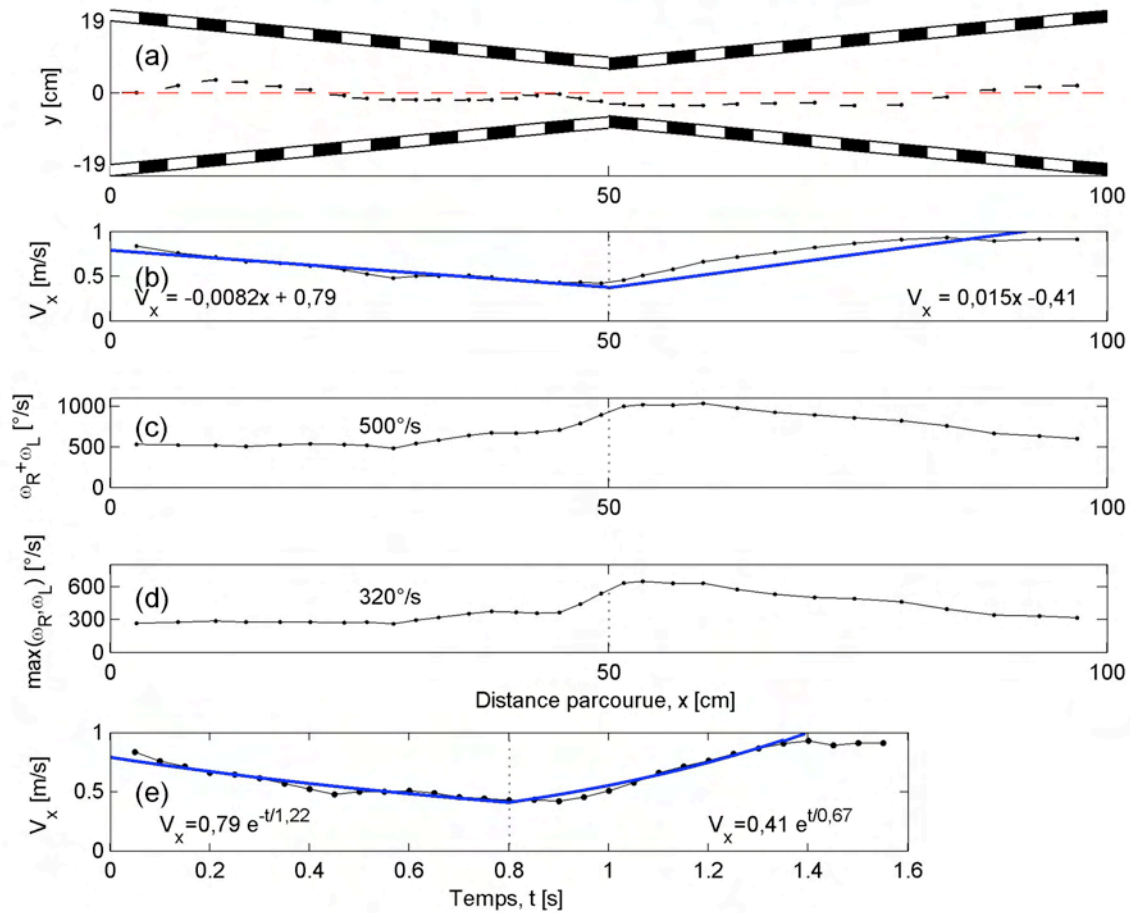 19
(a)
y [cm]
0
-19
0 50 100
1
V_x [m/s]
0.5
(b)
V_x = -0,0082x + 0,79
V_x = 0,015x -0,41
0
0 50 100
ω_R+ω_L [°/s]
1000
(c)
500°/s
500
0
0 50 100
max(ω_R,ω_L) [°/s]
600
(d)
320°/s
300
0
0 50 100
Distance parcourue, x [cm]
1
V_x [m/s]
0.5
(e)
V_x=0,79 e^{-t/1,22}
V_x=0,41 e^{t/0,67}
0
0 0.2 0.4 0.6 0.8 1 1.2 1.4 1.6
Temps, t [s]